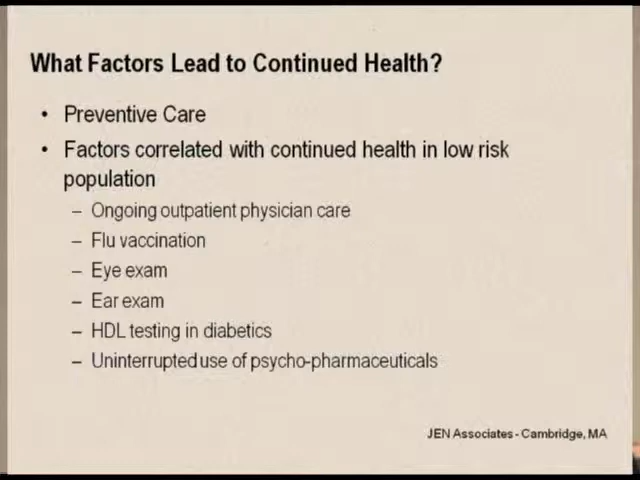 What Factors Lead to Continued Health?
• Preventive Care
• Factors correlated with continued health in low risk
population
– Ongoing outpatient physician care
– Flu vaccination
– Eye exam
– Ear exam
– HDL testing in diabetics
– Uninterrupted use of psycho-pharmaceuticals
JEN Associates - Cambridge, MA